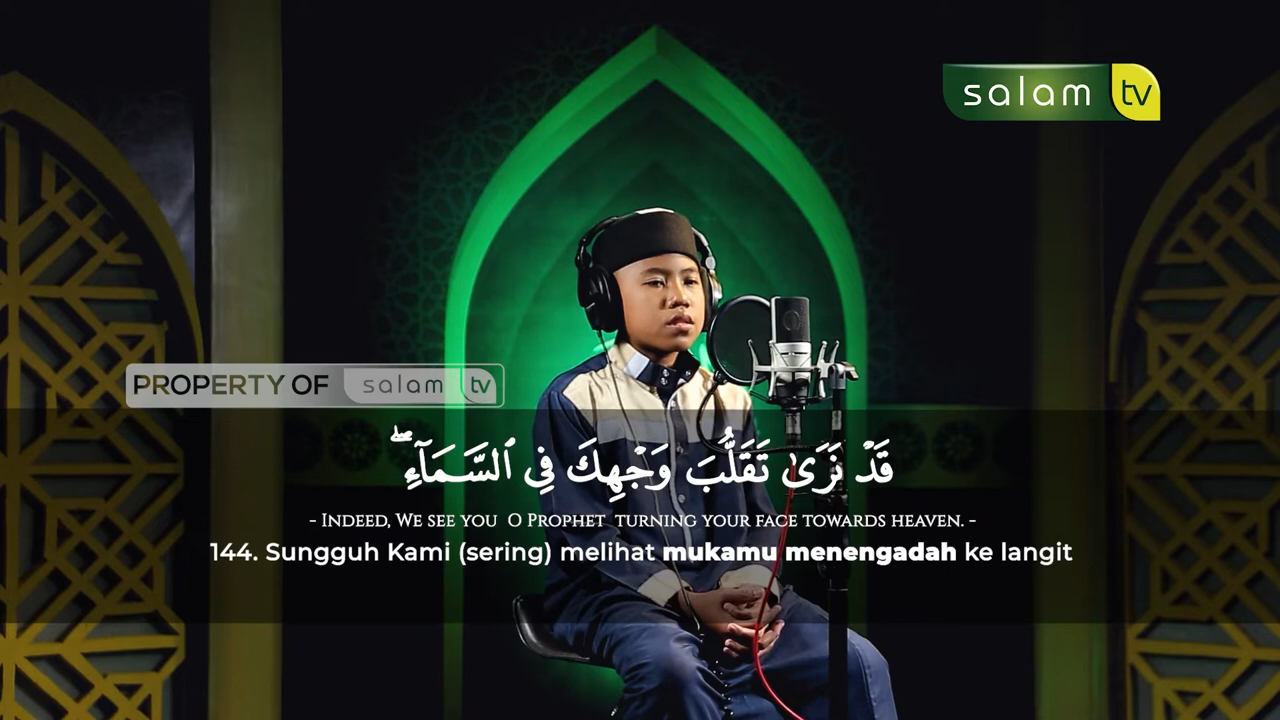 salam tv
PROPERTY OF salam tv
قَدْ نَرَىٰ تَقَلُّبَ وَجْهِكَ فِي ٱلسَّمَآءِۖ
- INDEED, WE SEE YOU O PROPHET TURNING YOUR FACE TOWARDS HEAVEN. -
144. Sungguh Kami (sering) melihat mukamu menengadah ke langit